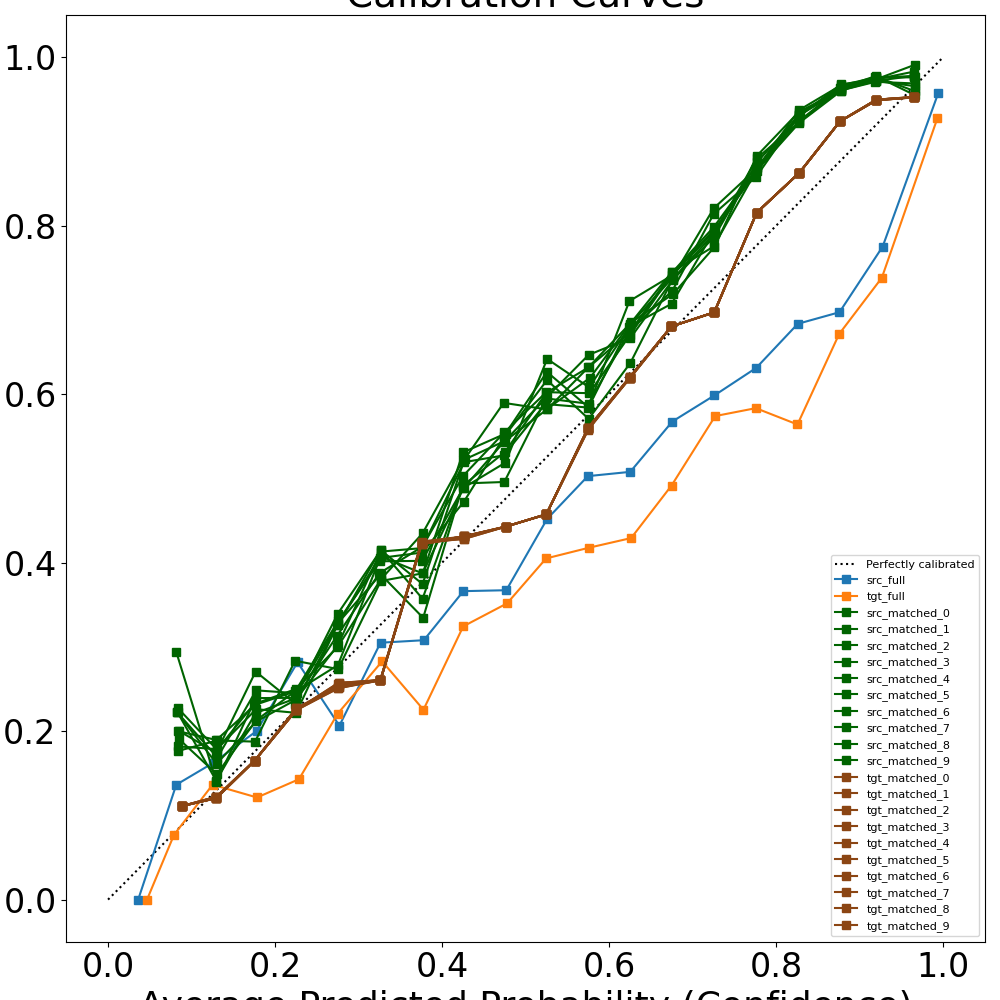 Calibration Curves
1.0
0.8
0.6
0.4
0.2
0.0
Perfectly calibrated
src_full
tgt_full
src_matched_0
src_matched_1
src_matched_2
src_matched_3
src_matched_4
src_matched_5
src_matched_6
src_matched_7
src_matched_8
src_matched_9
tgt_matched_0
tgt_matched_1
tgt_matched_2
tgt_matched_3
tgt_matched_4
tgt_matched_5
tgt_matched_6
tgt_matched_7
tgt_matched_8
tgt_matched_9
0.0 0.2 0.4 0.6 0.8 1.0
Average Predicted Probability (Confidence)